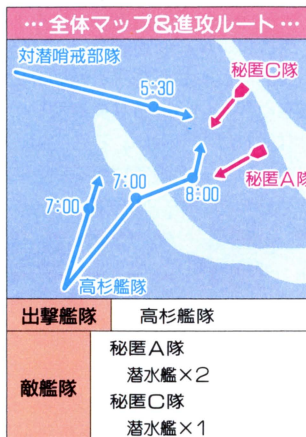 …全体マップ&進攻ルート…
対潜哨戒部隊
5:30
秘匿C隊
秘匿A隊
7:00
7:00
8:00
高杉艦隊
出撃艦隊
高杉艦隊
敵艦隊
秘匿A隊
潜水艦×2
秘匿C隊
潜水艦×1